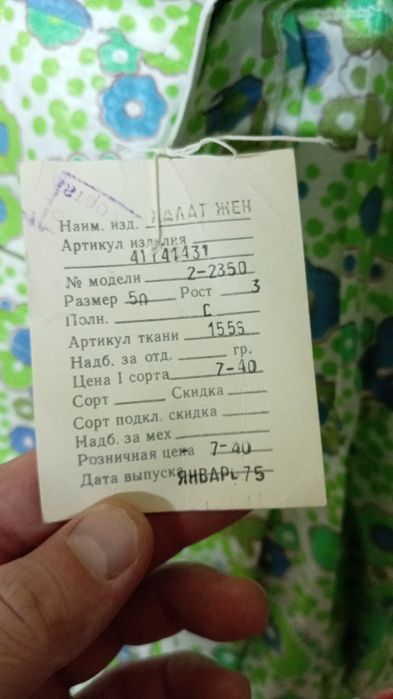 Наим. изд. ХАЛАТ ЖЕН
Артикул изделия
41141431
№ модели 2-2350
Размер 50 Рост 3
Полн. С
Артикул ткани 1556
Надб. за отд. гр.
Цена I сорта 7-40
Сорт Скидка
Сорт подкл. скидка
Надб. за мех
Розничная цена 7-40
Дата выпуска ЯНВАРЬ 75